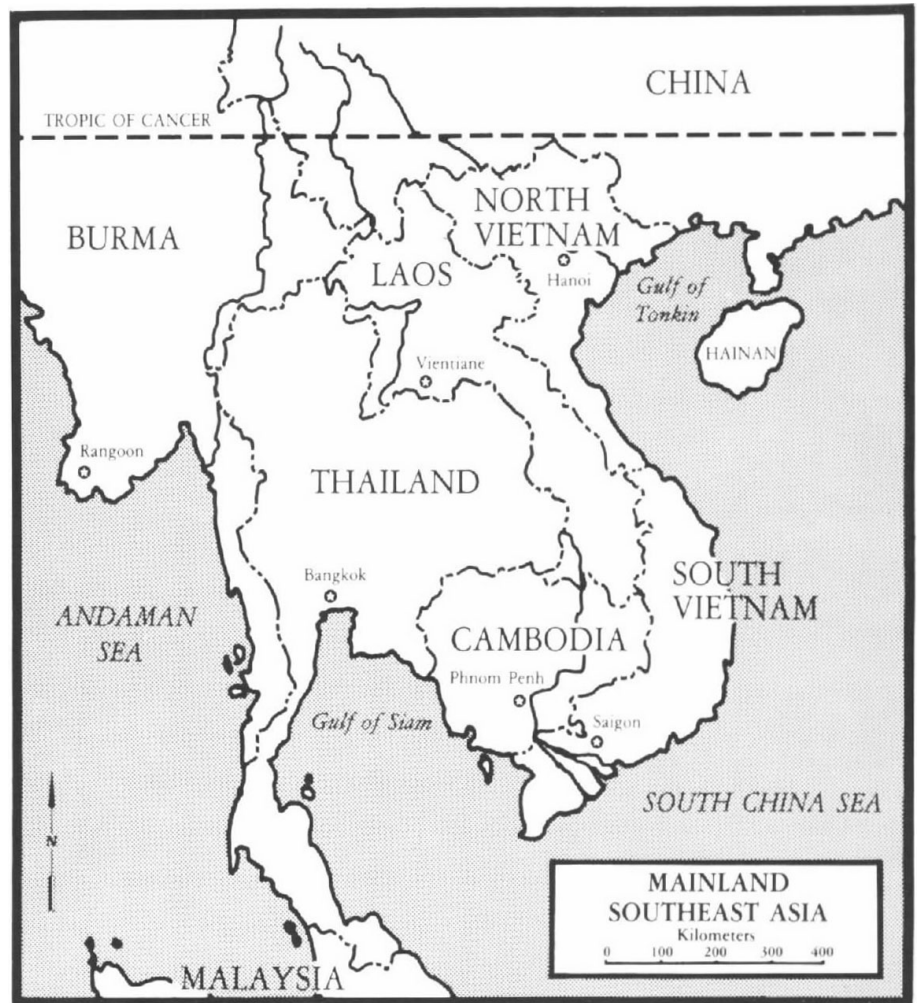 CHINA
TROPIC OF CANCER
NORTH
VIETNAM
BURMA
LAOS
Hanoi
Gulf of
Tonkin
HAINAN
Vientiane
Rangoon
THAILAND
Bangkok
SOUTH
VIETNAM
ANDAMAN
SEA
CAMBODIA
Phnom Penh
Gulf of Siam
Saigon
SOUTH CHINA SEA
N
MAINLAND
SOUTHEAST ASIA
Kilometers
0 100 200 300 400
MALAYSIA